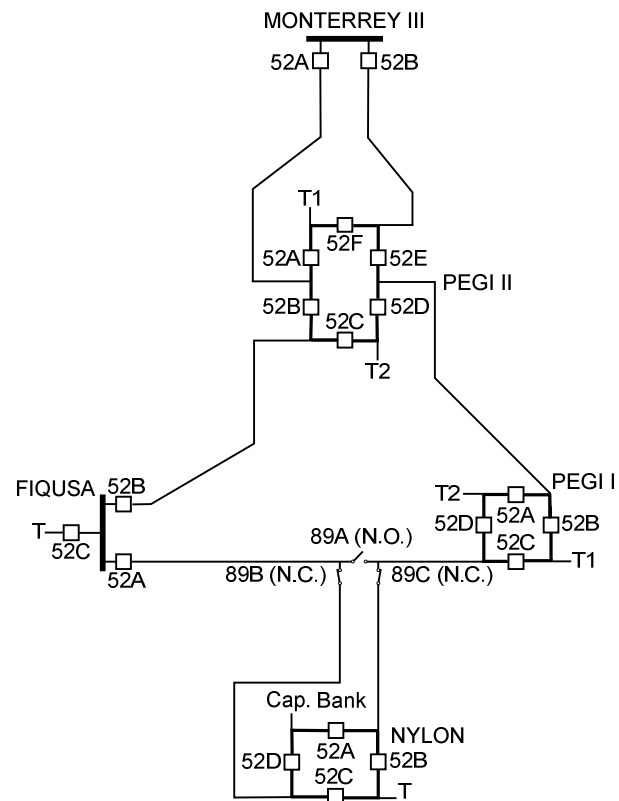 MONTERREY III
52A 52B
T1
52F
52A 52E
PEGI II
52B 52D
52C
T2
FIQUSA 52B
T
52C
52A
PEGI I
T2
52A
52D 52B
52C
T1
89A (N.O.)
89B (N.C.) 89C (N.C.)
Cap. Bank
NYLON
52A
52D 52B
52C
T